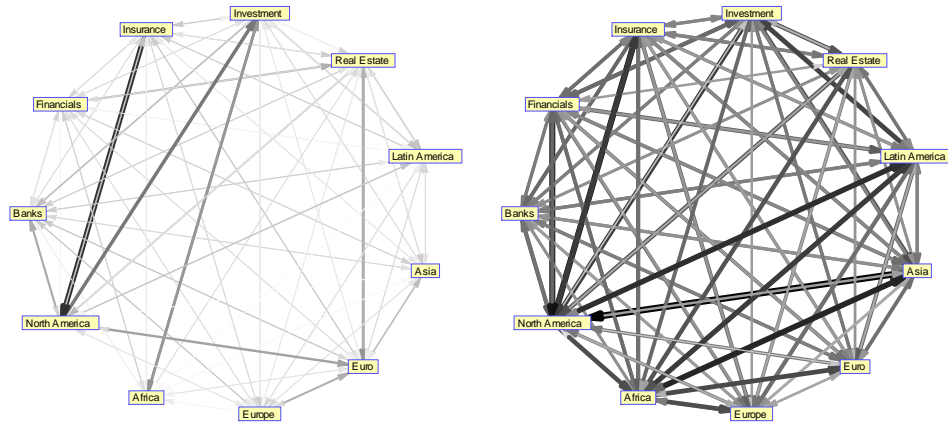 Investment
Insurance
Real Estate
Financials
Latin America
Banks
Asia
North America
Euro
Africa
Europe
Investment
Insurance
Real Estate
Financials
Latin America
Banks
Asia
North America
Euro
Africa
Europe